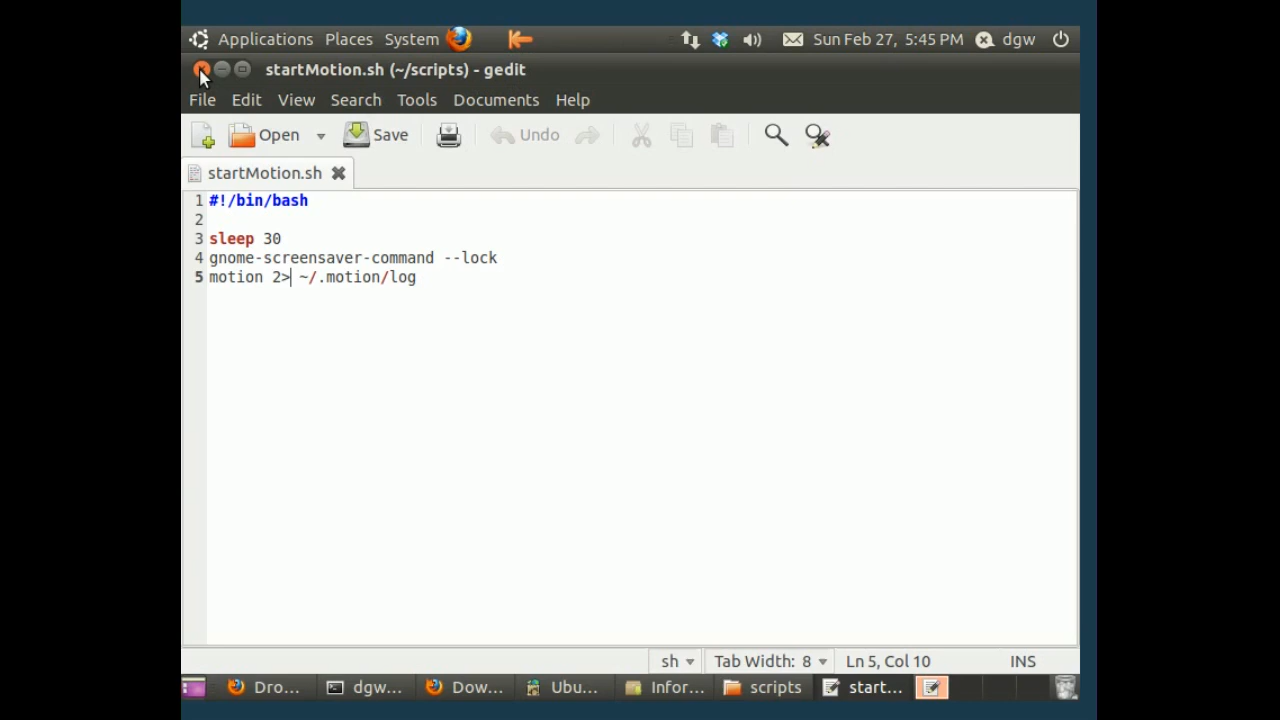 Applications Places System Sun Feb 27, 5:45 PM dgw
startMotion.sh (~/scripts) - gedit
File Edit View Search Tools Documents Help
Open Save Undo
startMotion.sh
1 #!/bin/bash
2
3 sleep 30
4 gnome-screensaver-command --lock
5 motion 2> ~/.motion/log
sh Tab Width: 8 Ln 5, Col 10 INS
Dro... dgw... Dow... Ubu... Infor... scripts start...